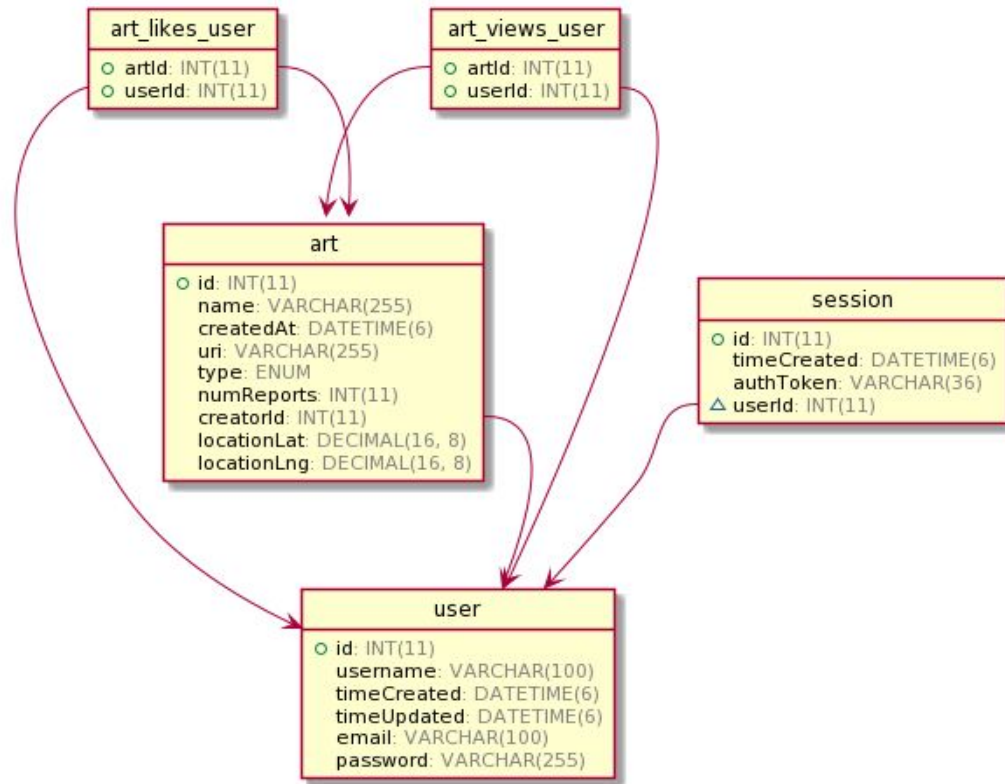 art_likes_user
artId: INT(11)
userId: INT(11)
art_views_user
artId: INT(11)
userId: INT(11)
art
id: INT(11)
name: VARCHAR(255)
createdAt: DATETIME(6)
uri: VARCHAR(255)
type: ENUM
numReports: INT(11)
creatorId: INT(11)
locationLat: DECIMAL(16, 8)
locationLng: DECIMAL(16, 8)
session
id: INT(11)
timeCreated: DATETIME(6)
authToken: VARCHAR(36)
userId: INT(11)
user
id: INT(11)
username: VARCHAR(100)
timeCreated: DATETIME(6)
timeUpdated: DATETIME(6)
email: VARCHAR(100)
password: VARCHAR(255)